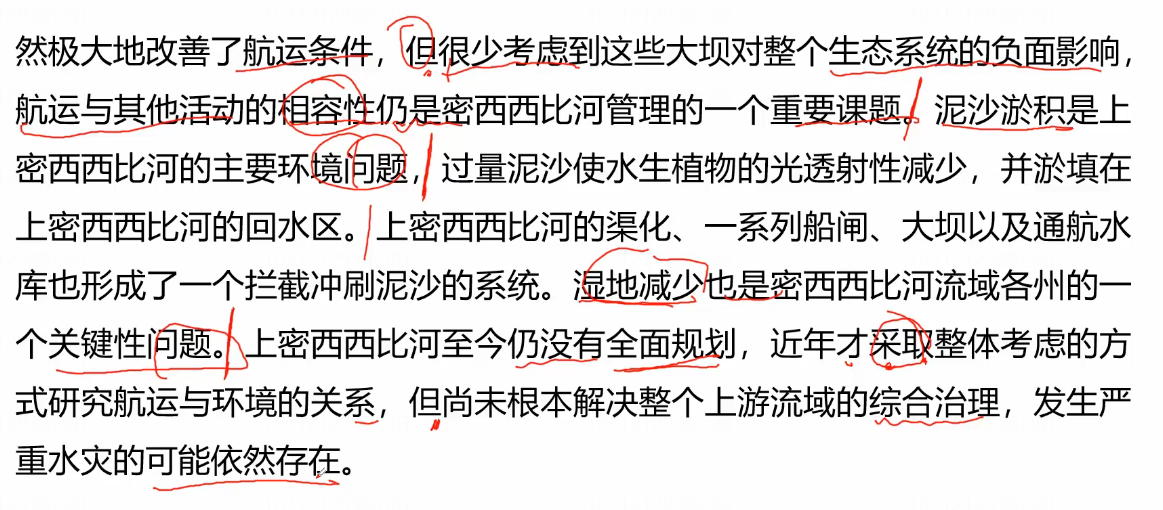 然极大地改善了航运条件，但很少考虑到这些大坝对整个生态系统的负面影响，
航运与其他活动的相容性仍是密西西比河管理的一个重要课题。泥沙淤积是上
密西西比河的主要环境问题，过量泥沙使水生植物的光透射性减少，并淤填在
上密西西比河的回水区。上密西西比河的渠化、一系列船闸、大坝以及通航水
库也形成了一个拦截冲刷泥沙的系统。湿地减少也是密西西比河流域各州的一
个关键性问题。上密西西比河至今仍没有全面规划，近年才采取整体考虑的方
式研究航运与环境的关系，但尚未根本解决整个上游流域的综合治理，发生严
重水灾的可能依然存在。